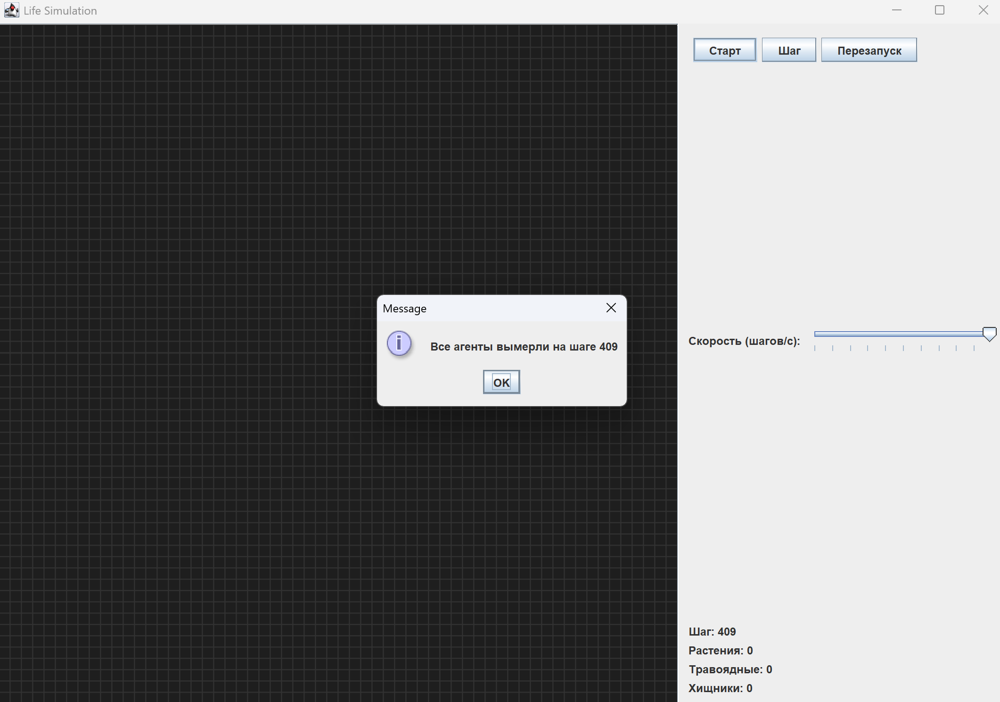 Life Simulation
Старт
Шаг
Перезапуск
Message
Все агенты вымерли на шаге 409
OK
Скорость (шагов/с):
Шаг: 409
Растения: 0
Травоядные: 0
Хищники: 0